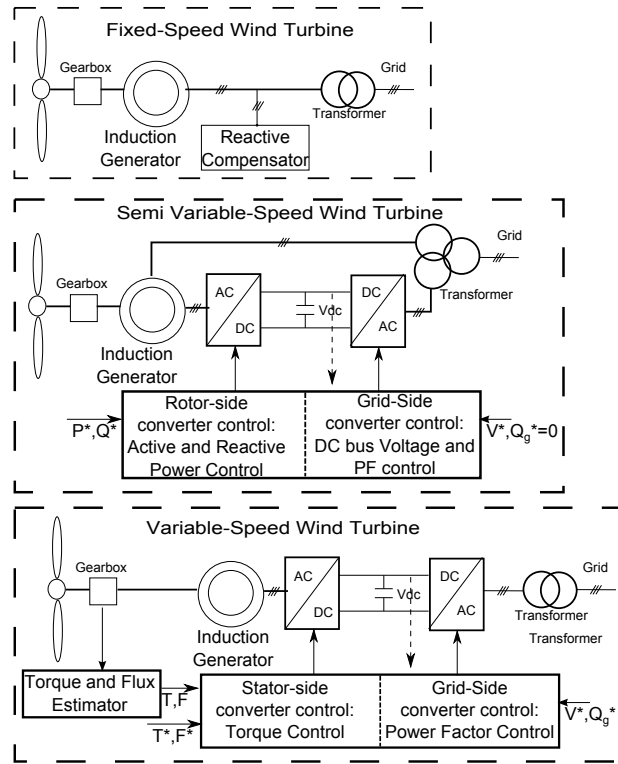 Fixed-Speed Wind Turbine
Gearbox
Grid
Transformer
Induction
Generator
Reactive
Compensator
Semi Variable-Speed Wind Turbine
Grid
Gearbox
AC
DC
Vdc
DC
AC
Transformer
Induction
Generator
P*,Q*
Rotor-side
converter control:
Active and Reactive
Power Control
Grid-Side
converter control:
DC bus Voltage and
PF control
V*,Qg*=0
Variable-Speed Wind Turbine
Gearbox
AC
DC
Vdc
DC
AC
Grid
Transformer
Transformer
Induction
Generator
Torque and Flux
Estimator
T,F
T*,F*
Stator-side
converter control:
Torque Control
Grid-Side
converter control:
Power Factor Control
V*,Qg*